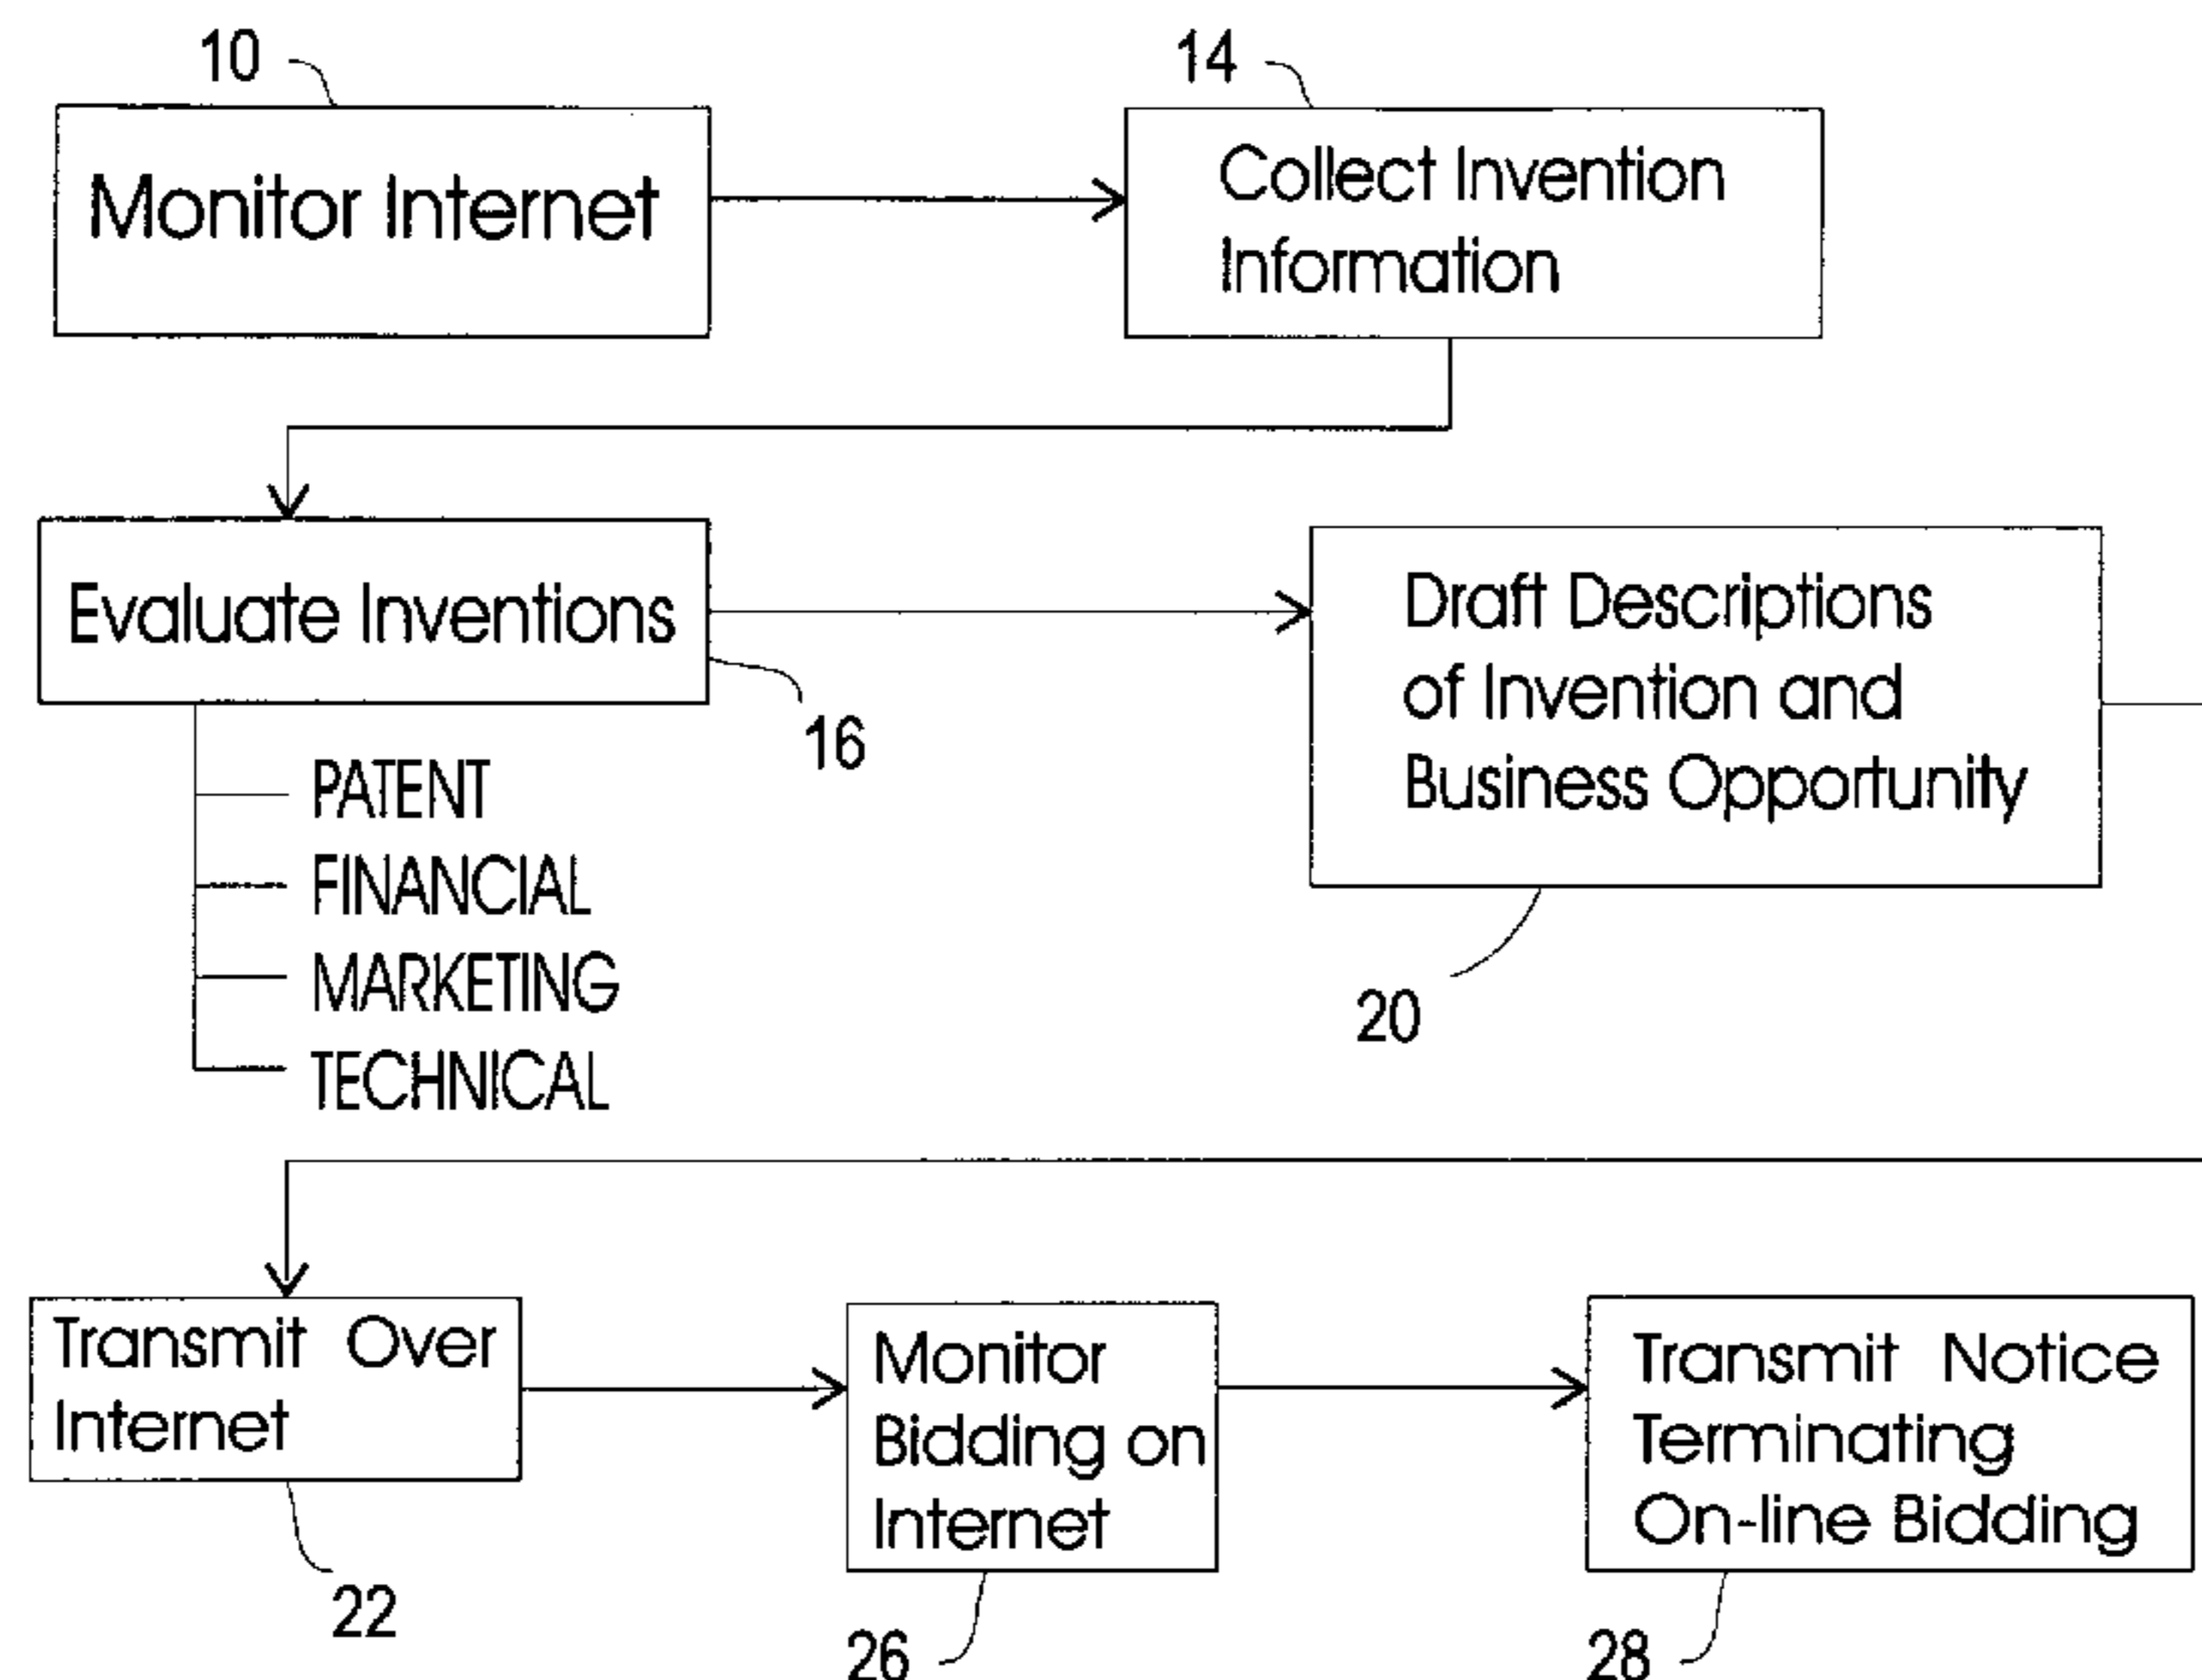 10
Monitor Internet
14
Collect Invention
Information
Evaluate Inventions
16
PATENT
FINANCIAL
MARKETING
TECHNICAL
Draft Descriptions
of Invention and
Business Opportunity
20
Transmit Over
Internet
22
Monitor
Bidding on
Internet
26
Transmit Notice
Terminating
On-line Bidding
28